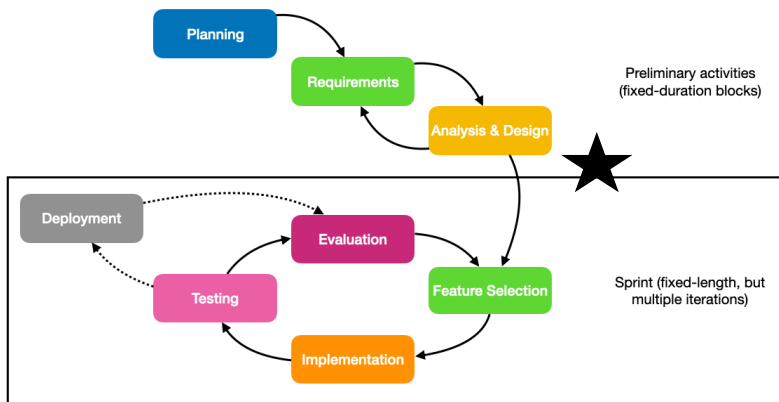 Planning
Requirements
Preliminary activities
(fixed-duration blocks)
Analysis & Design
Deployment
Evaluation
Testing
Feature Selection
Sprint (fixed-length, but
multiple iterations)
Implementation